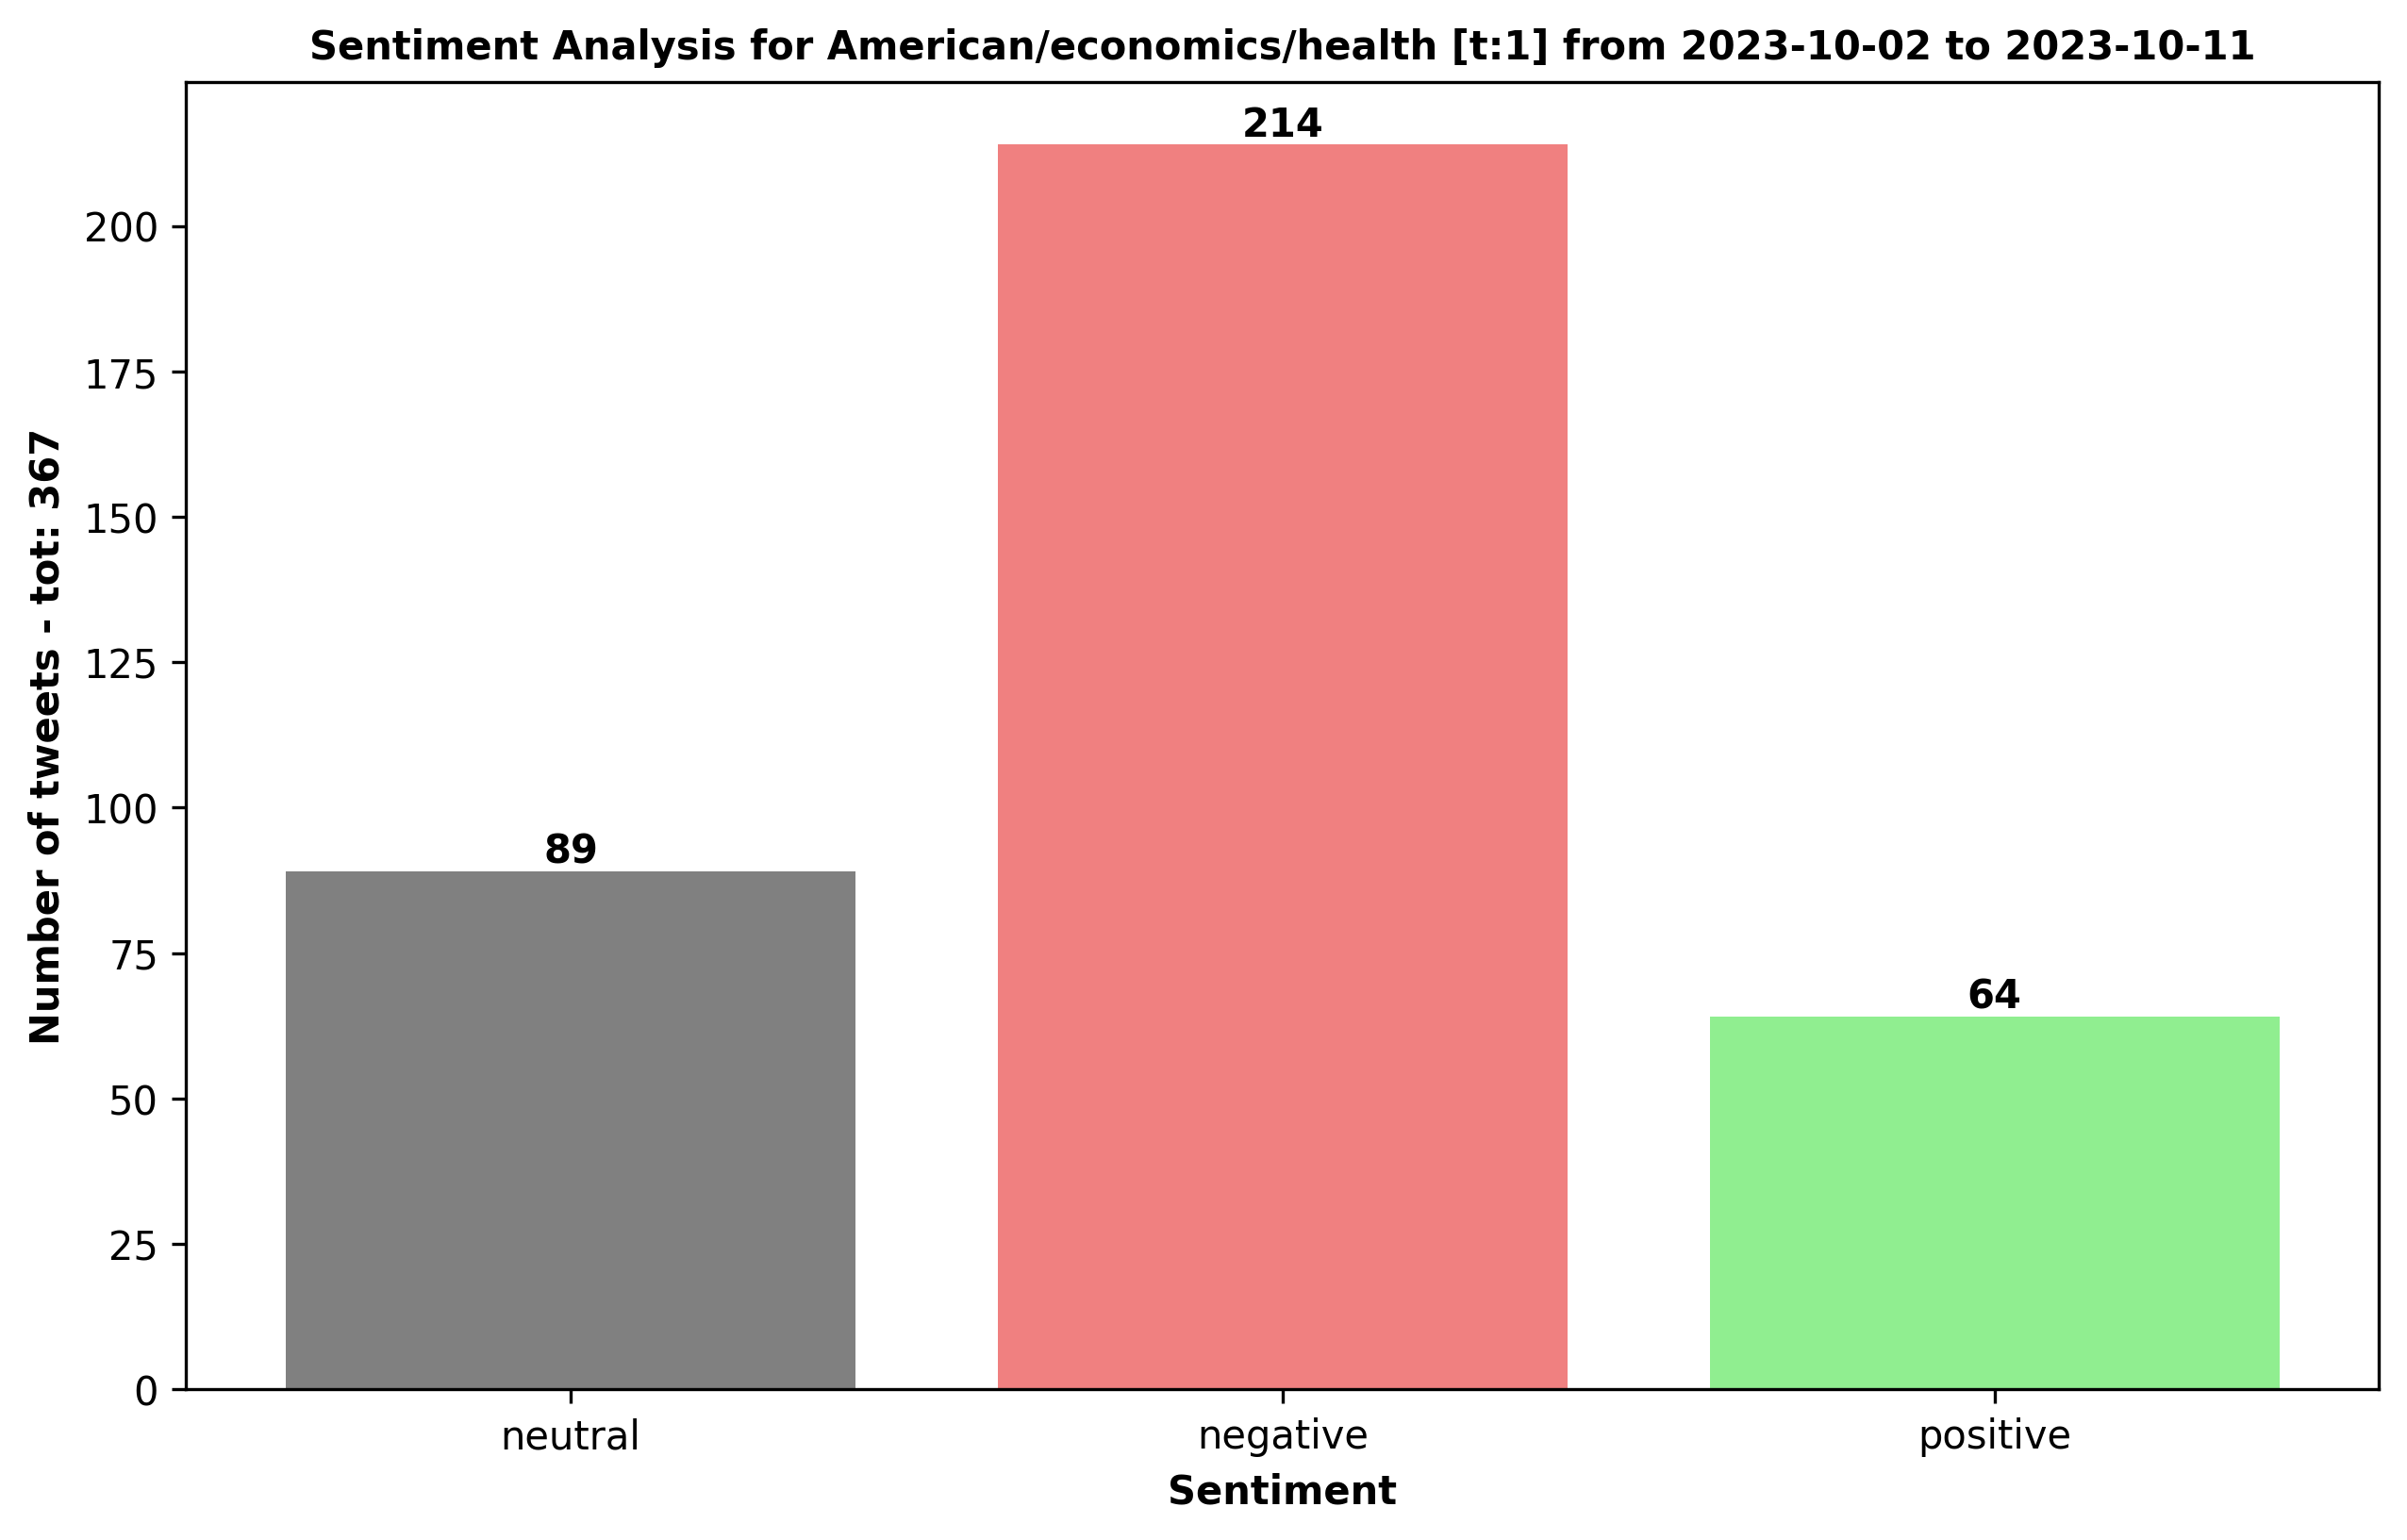 Sentiment Analysis for American/economics/health [t:1] from 2023-10-02 to 2023-10-11
Number of tweets - tot: 367
200
175
150
125
100
75
50
25
0
89
214
64
neutral
negative
positive
Sentiment